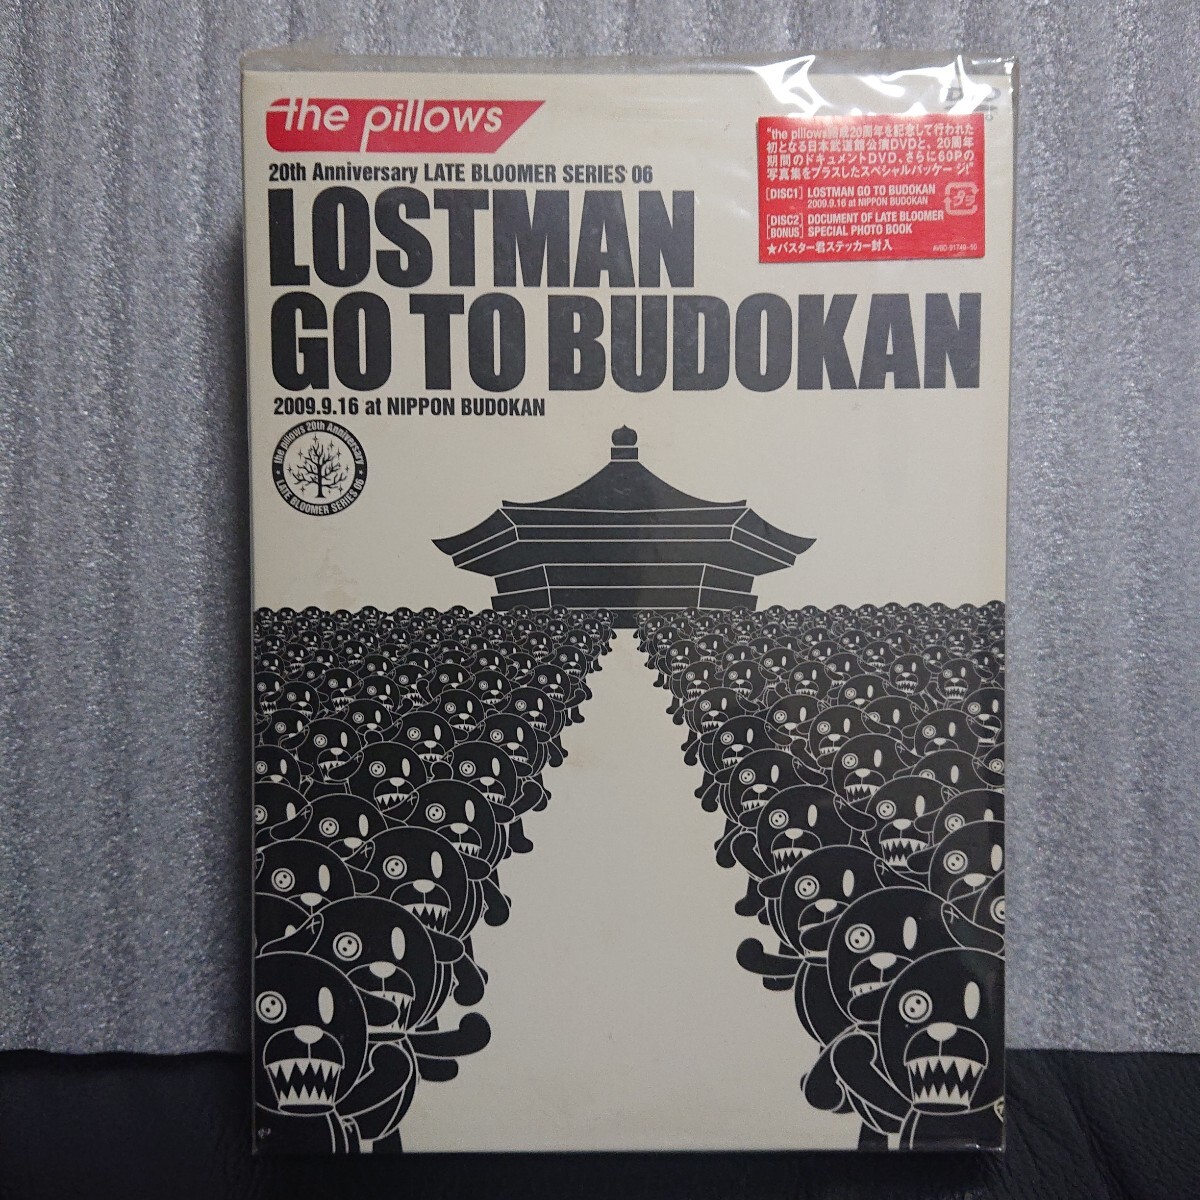 the pillows
20th Anniversary LATE BLOOMER SERIES 06
LOSTMAN
GO TO BUDOKAN
2009.9.16 at NIPPON BUDOKAN
the pillows 20th Anniversary
LATE BLOOMER SERIES 06
"the pillows結成20周年を記念して行われた
初となる日本武道館公演DVDと、20周年
期間のドキュメントDVD、さらに60Pの
写真集をプラスしたスペシャルパッケージ!"
[DISC1] LOSTMAN GO TO BUDOKAN
2009.9.16 at NIPPON BUDOKAN
プラ
[DISC2] DOCUMENT OF LATE BLOOMER
[BONUS] SPECIAL PHOTO BOOK
★バスター君ステッカー封入
AVBD-91749~50